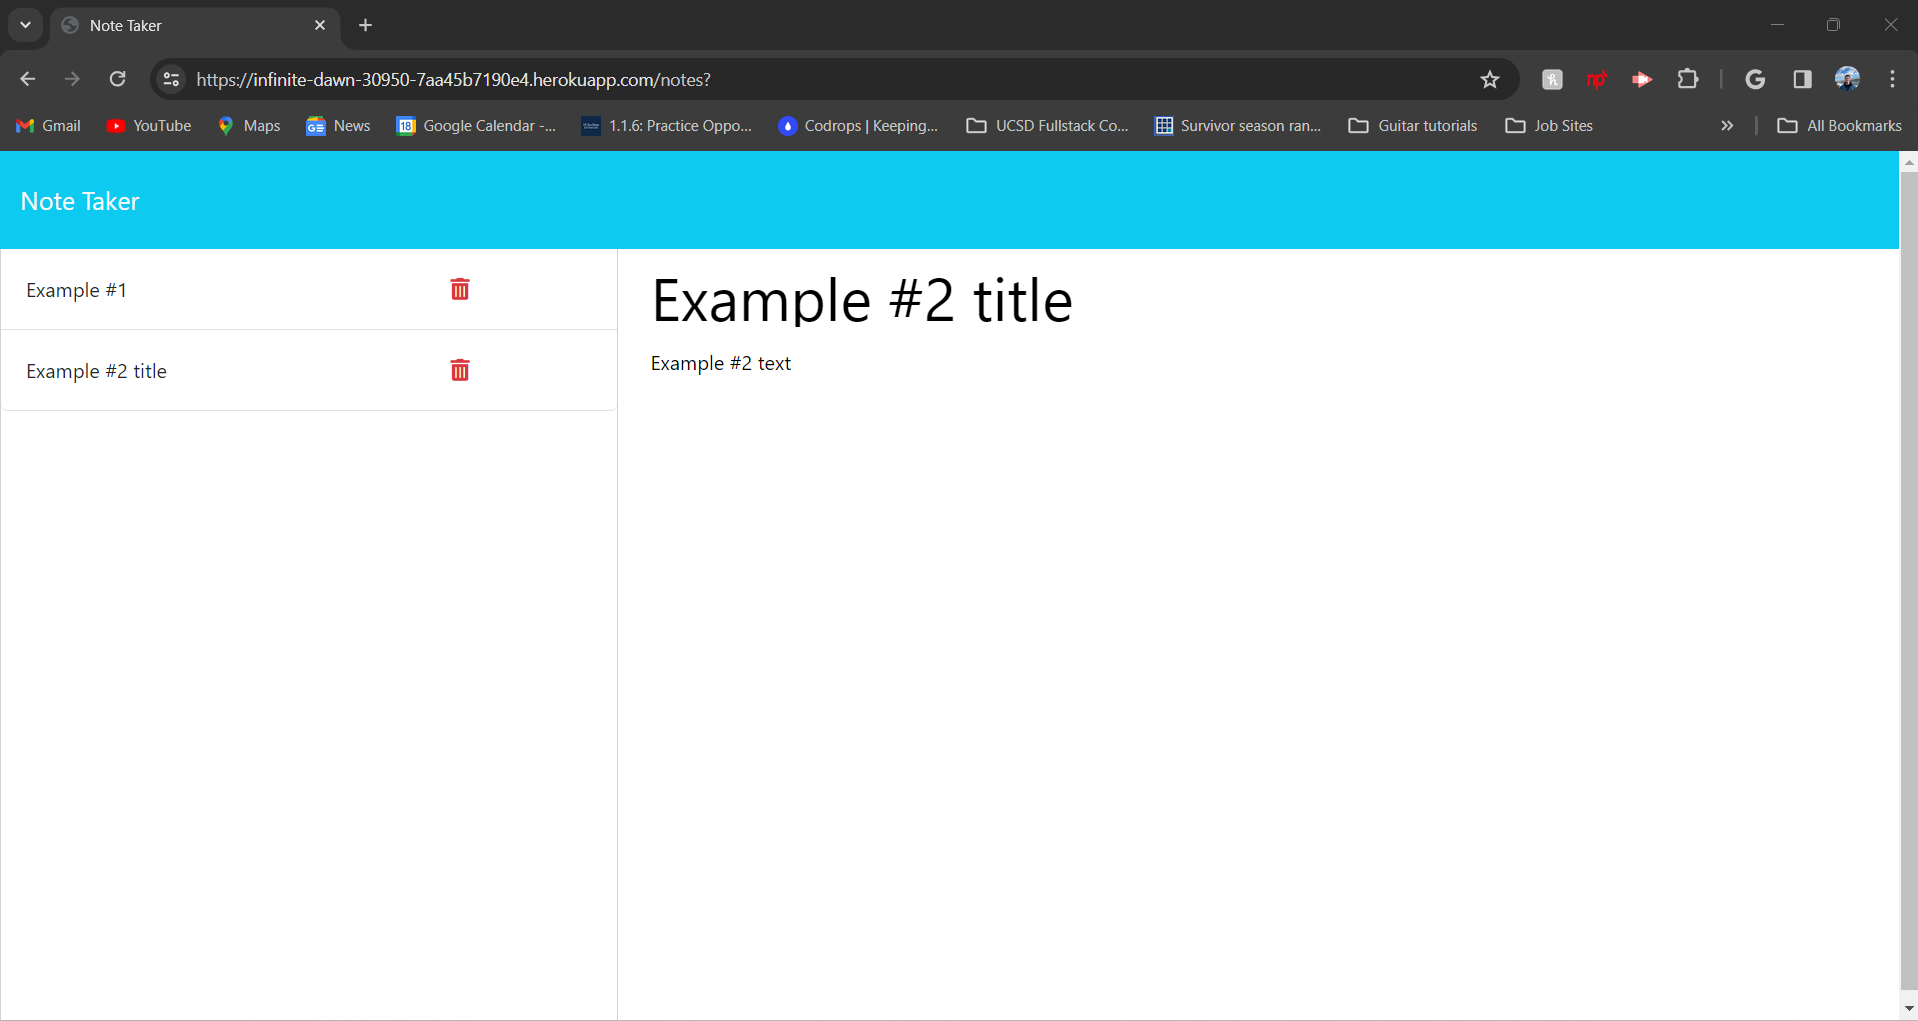 Note Taker
https://infinite-dawn-30950-7aa45b7190e4.herokuapp.com/notes?
Gmail YouTube Maps News 18 Google Calendar -... 1.1.6: Practice Oppo... Codrops | Keeping... UCSD Fullstack Co... Survivor season ran... Guitar tutorials Job Sites » All Bookmarks
Note Taker
Example #1
Example #2 title
Example #2 title
Example #2 text